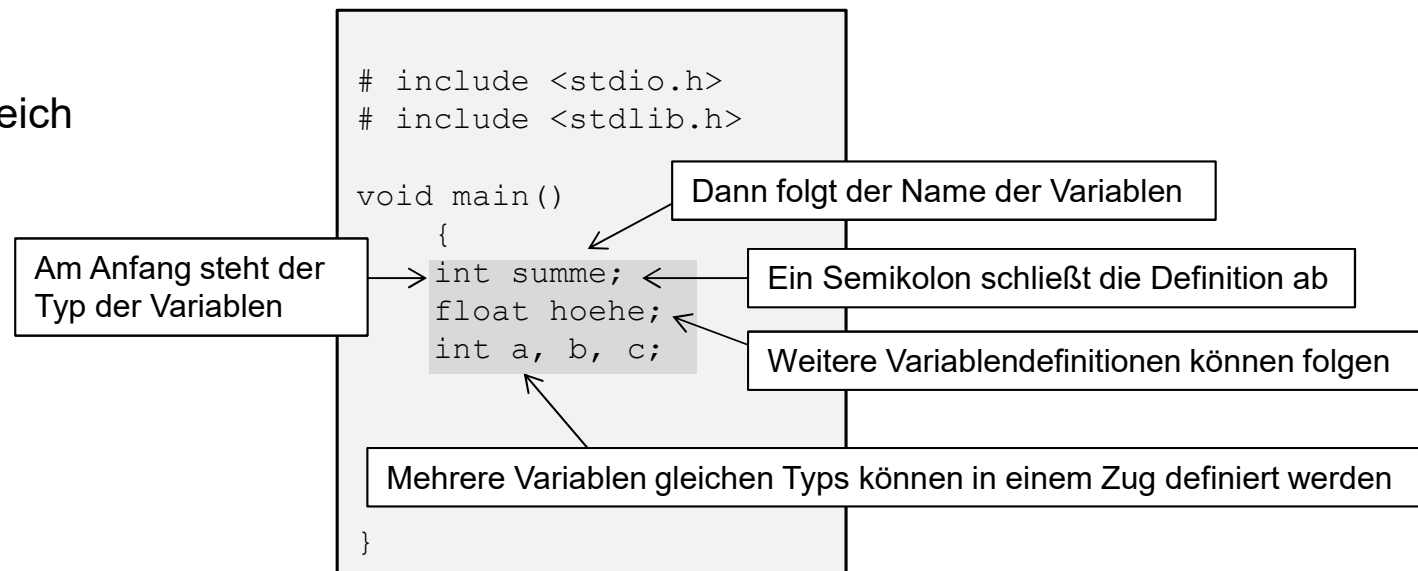 # include <stdio.h>
# include <stdlib.h>
void main()
{
int summe;
float hoehe;
int a, b, c;
}
Dann folgt der Name der Variablen
Am Anfang steht der
Typ der Variablen
Ein Semikolon schließt die Definition ab
Weitere Variablendefinitionen können folgen
Mehrere Variablen gleichen Typs können in einem Zug definiert werden